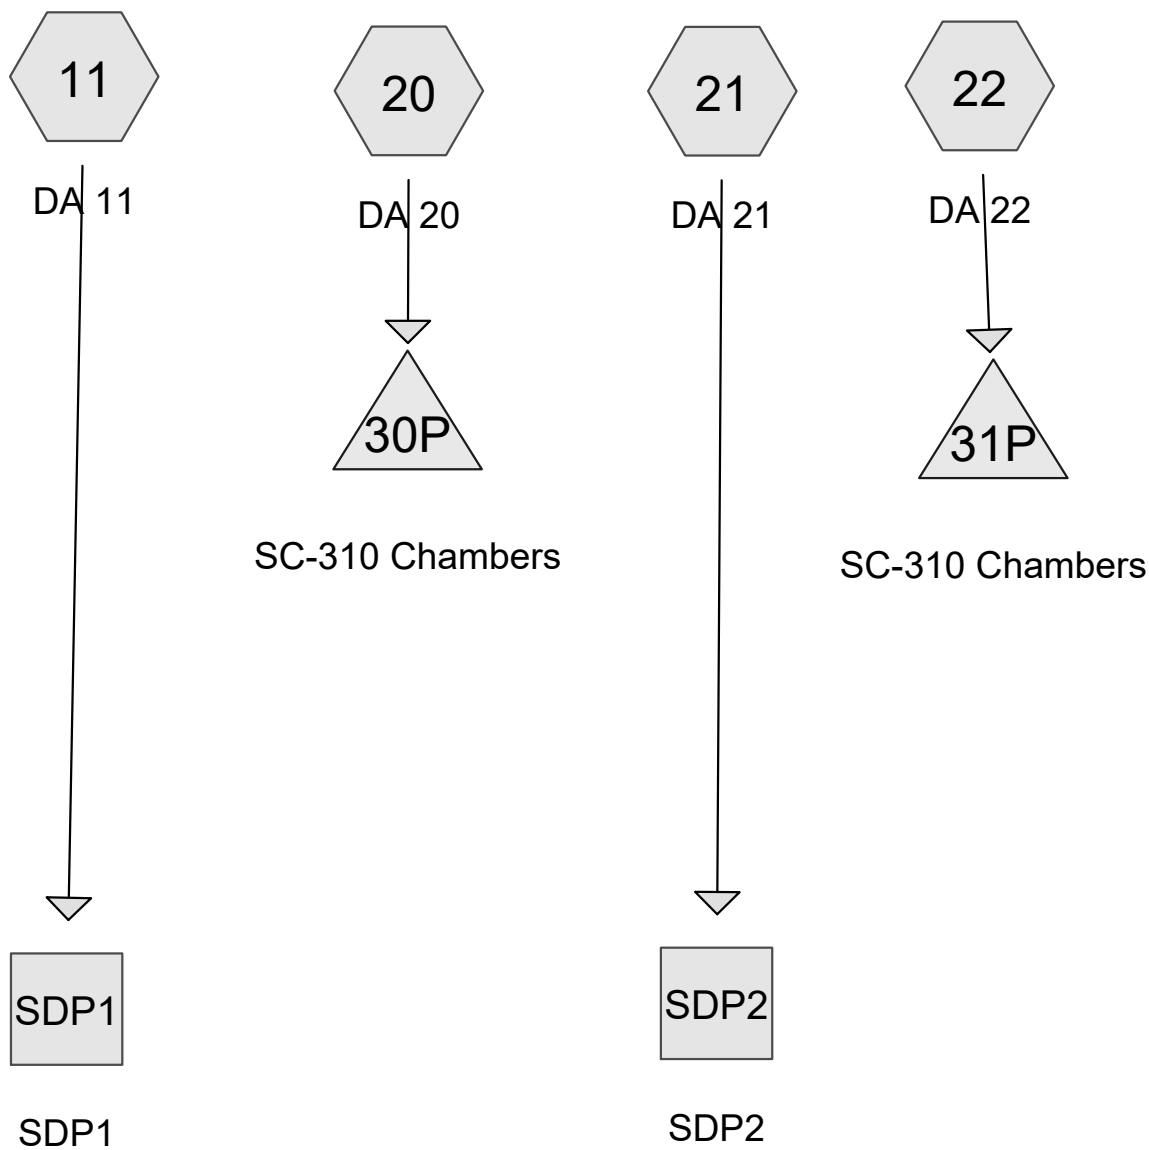 11
20
21
22
DA 11
DA 20
DA 21
DA 22
30P
31P
SC-310 Chambers
SC-310 Chambers
SDP1
SDP2
SDP1
SDP2